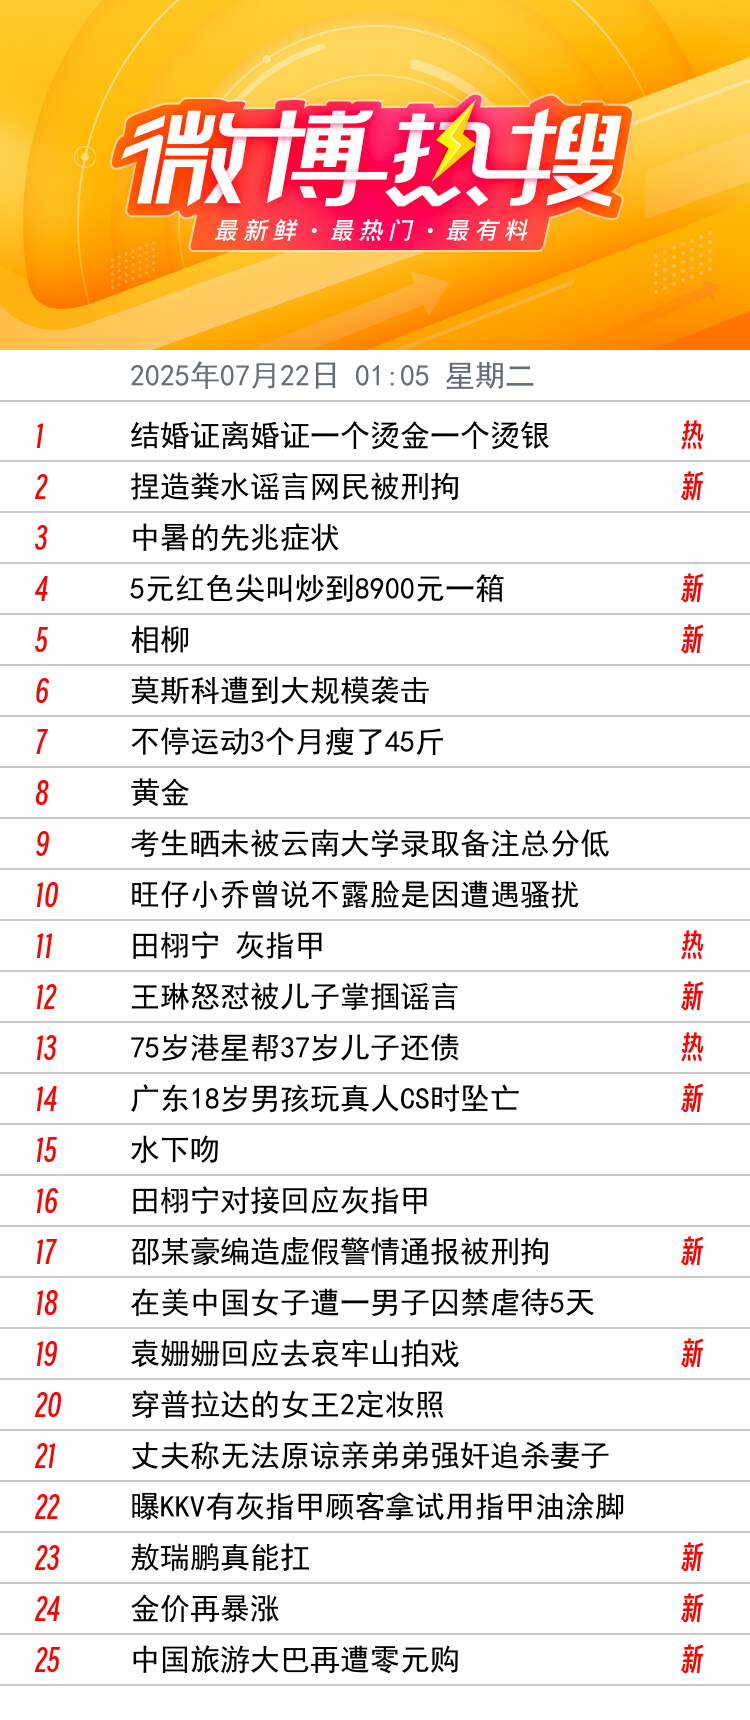 微博热搜
最新鲜·最热门·最有料
2025年07月22日 01:05 星期二
1 结婚证离婚证一个烫金一个烫银 热
2 捏造粪水谣言网民被刑拘 新
3 中暑的先兆症状
4 5元红色尖叫炒到8900元一箱 新
5 相柳 新
6 莫斯科遭到大规模袭击
7 不停运动3个月瘦了45斤
8 黄金
9 考生晒未被云南大学录取备注总分低
10 旺仔小乔曾说不露脸是因遭遇骚扰
11 田栩宁 灰指甲 热
12 王琳怒怼被儿子掌掴谣言 新
13 75岁港星帮37岁儿子还债 热
14 广东18岁男孩玩真人CS时坠亡 新
15 水下吻
16 田栩宁对接回应灰指甲
17 邵某豪编造虚假警情通报被刑拘 新
18 在美中国女子遭一男子囚禁虐待5天
19 袁姗姗回应去哀牢山拍戏 新
20 穿普拉达的女王2定妆照
21 丈夫称无法原谅亲弟弟强奸追杀妻子
22 曝KKV有灰指甲顾客拿试用指甲油涂脚
23 敖瑞鹏真能扛 新
24 金价再暴涨 新
25 中国旅游大巴再遭零元购 新